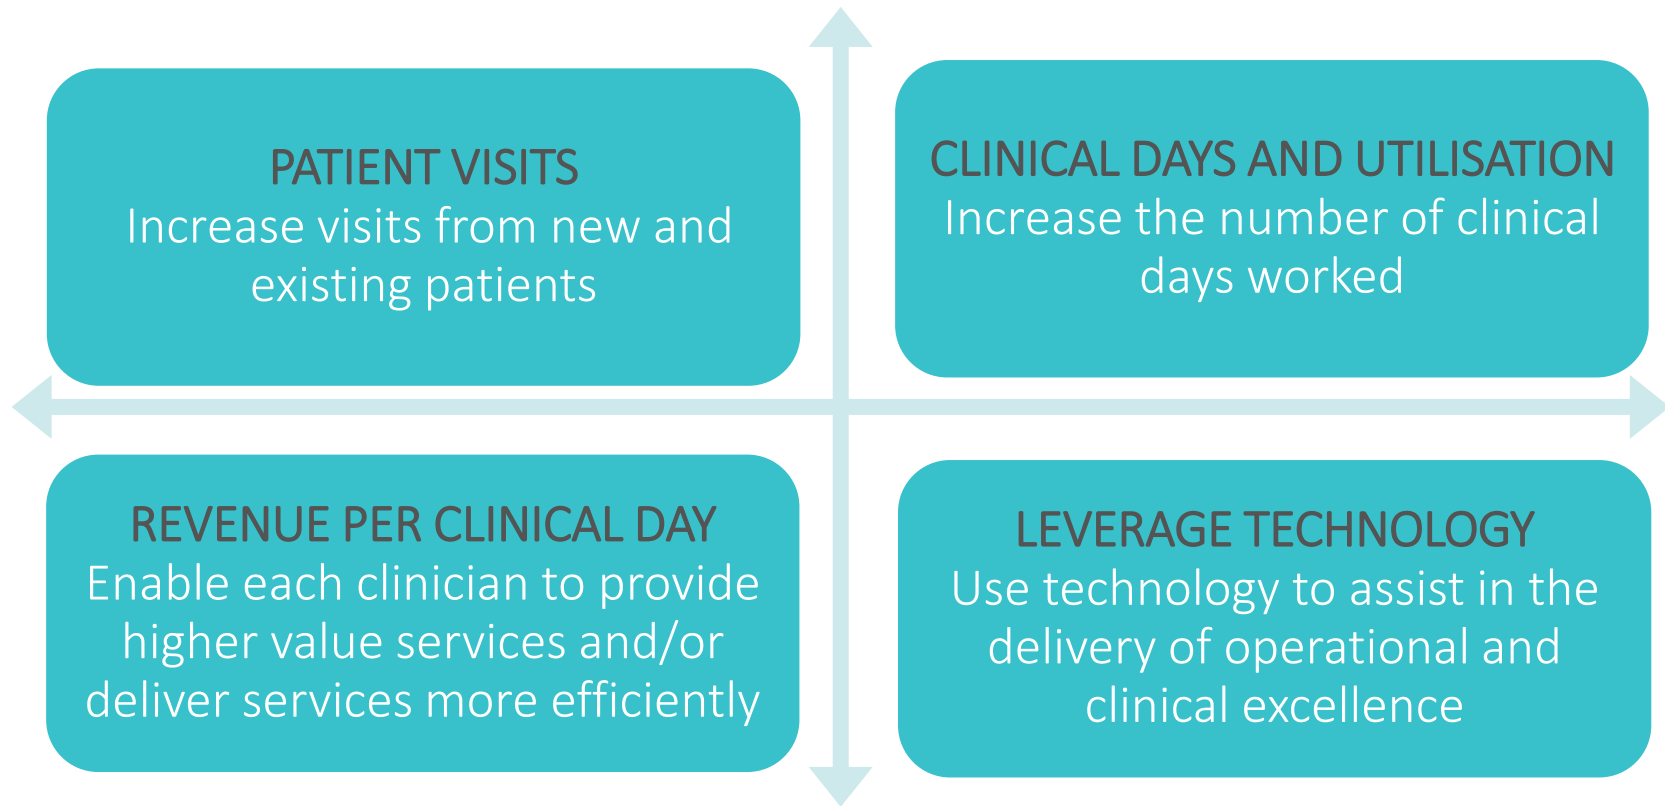 PATIENT VISITS
Increase visits from new and
existing patients
CLINICAL DAYS AND UTILISATION
Increase the number of clinical
days worked
REVENUE PER CLINICAL DAY
Enable each clinician to provide
higher value services and/or
deliver services more efficiently
LEVERAGE TECHNOLOGY
Use technology to assist in the
delivery of operational and
clinical excellence